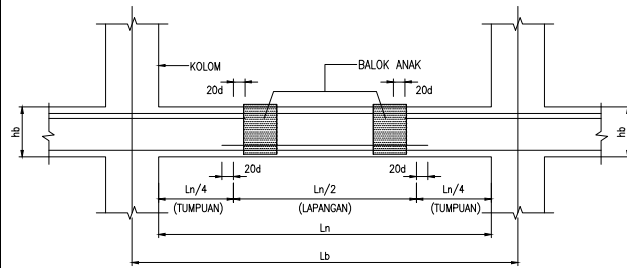 KOLOM
BALOK ANAK
20d
20d
hb
hb
20d
20d
Ln/4
Ln/2
Ln/4
(TUMPUAN)
(LAPANGAN)
(TUMPUAN)
Ln
Lb